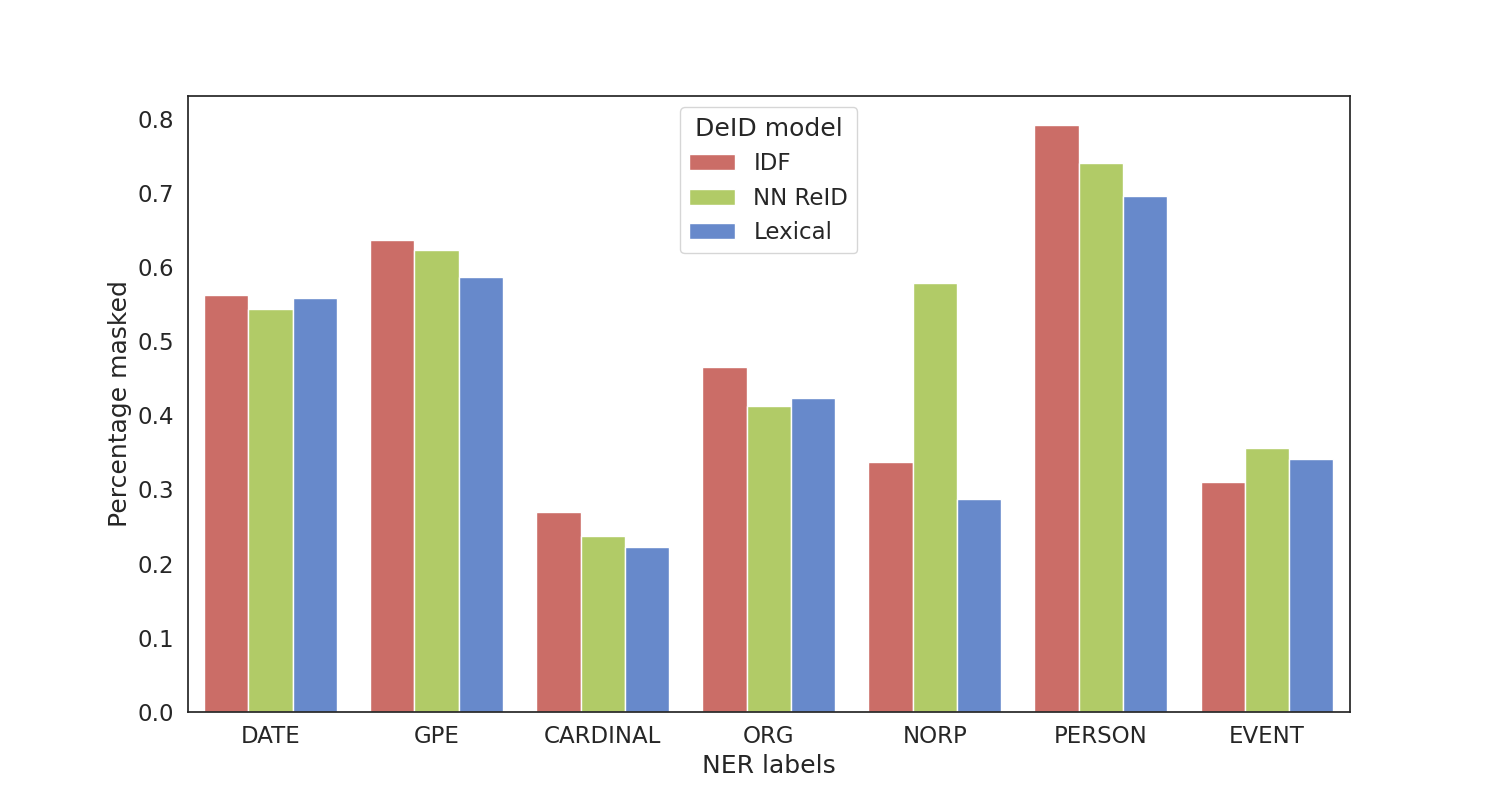 DeID model
IDF
NN ReID
Lexical
Percentage masked
0.8
0.7
0.6
0.5
0.4
0.3
0.2
0.1
0.0
DATE GPE CARDINAL ORG NORP PERSON EVENT
NER labels